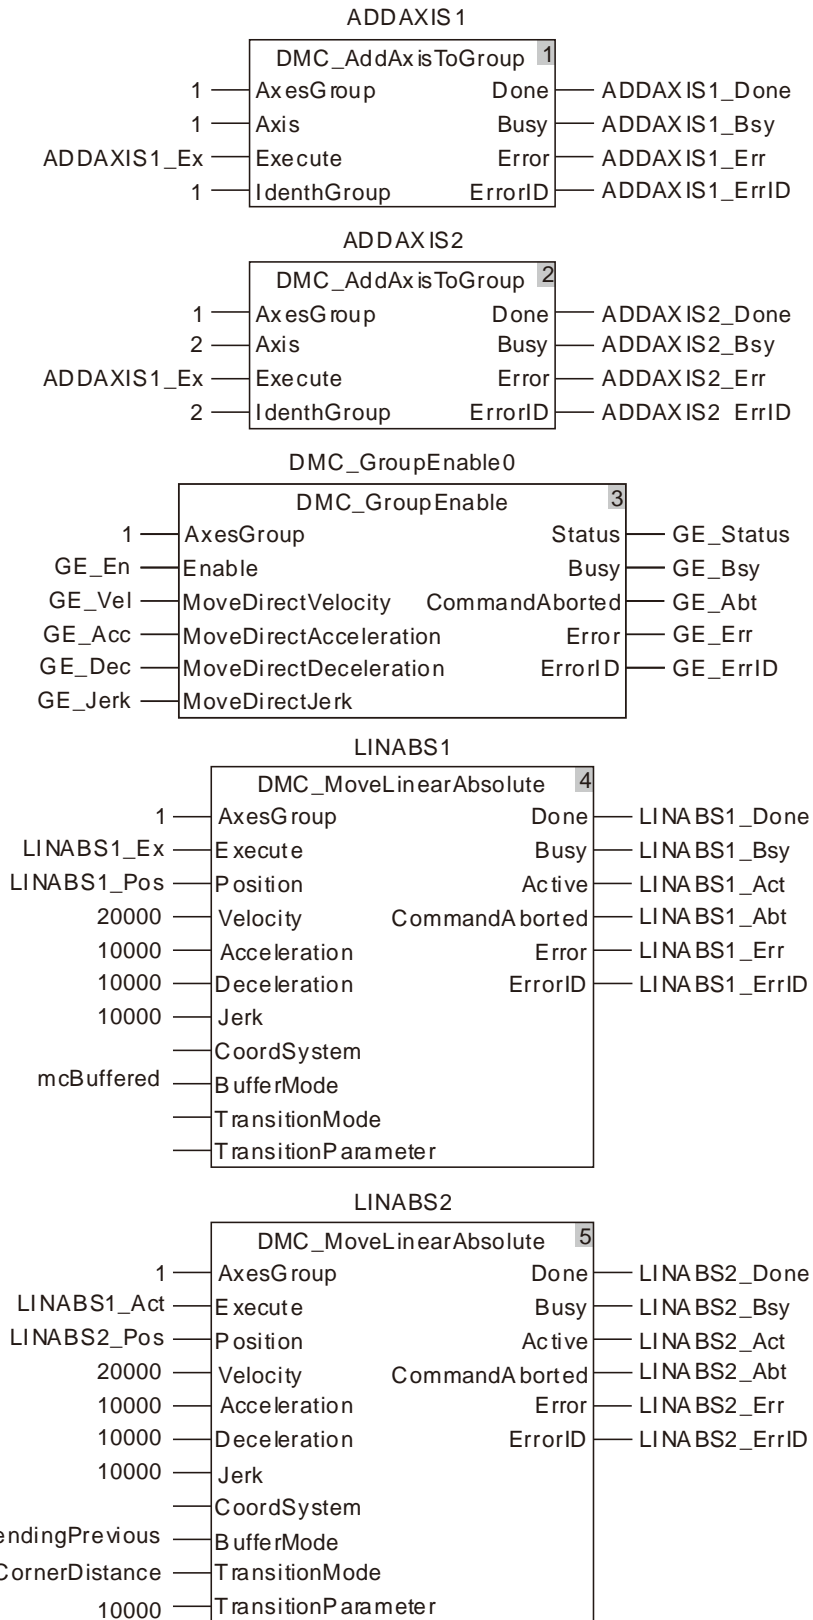 ADDAXIS1
DMC_AddAxisToGroup 1
1 AxesGroup Done ADDAXIS1_Done
1 Axis Busy ADDAXIS1_Bsy
ADDAXIS1_Ex Execute Error ADDAXIS1_Err
1 IdenthGroup ErrorID ADDAXIS1_ErrID
ADDAXIS2
DMC_AddAxisToGroup 2
1 AxesGroup Done ADDAXIS2_Done
2 Axis Busy ADDAXIS2_Bsy
ADDAXIS1_Ex Execute Error ADDAXIS2_Err
2 IdenthGroup ErrorID ADDAXIS2 ErrID
DMC_GroupEnable0
DMC_GroupEnable 3
1 AxesGroup Status GE_Status
GE_En Enable Busy GE_Bsy
GE_Vel MoveDirectVelocity CommandAborted GE_Abt
GE_Acc MoveDirectAcceleration Error GE_Err
GE_Dec MoveDirectDeceleration ErrorID GE_ErrID
GE_Jerk MoveDirectJerk
LINABS1
DMC_MoveLinearAbsolute 4
1 AxesGroup Done LINABS1_Done
LINABS1_Ex Execute Busy LINABS1_Bsy
LINABS1_Pos Position Active LINABS1_Act
20000 Velocity CommandAborted LINABS1_Abt
10000 Acceleration Error LINABS1_Err
10000 Deceleration ErrorID LINABS1_ErrID
10000 Jerk
CoordSystem
mcBuffered BufferMode
TransitionMode
TransitionParameter
LINABS2
DMC_MoveLinearAbsolute 5
1 AxesGroup Done LINABS2_Done
LINABS1_Act Execute Busy LINABS2_Bsy
LINABS2_Pos Position Active LINABS2_Act
20000 Velocity CommandAborted LINABS2_Abt
10000 Acceleration Error LINABS2_Err
10000 Deceleration ErrorID LINABS2_ErrID
10000 Jerk
CoordSystem
endingPrevious BufferMode
CornerDistance TransitionMode
10000 TransitionParameter